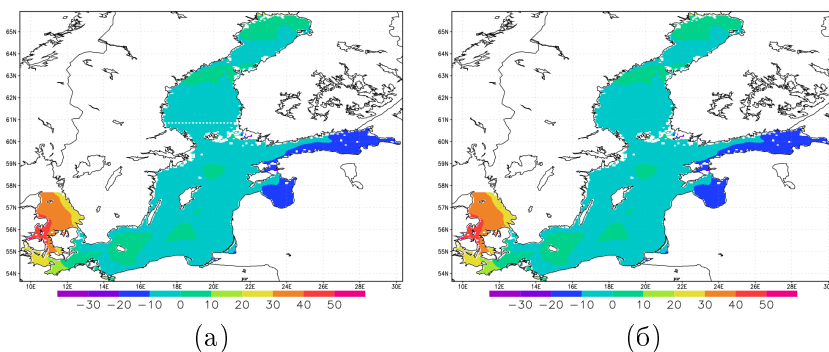 65N 65N
64N 64N
63N 63N
62N 62N
61N 61N
60N 60N
59N 59N
58N 58N
57N 57N
56N 56N
55N 55N
54N 54N
10E 12E 14E 16E 18E 20E 22E 24E 26E 28E 30E 10E 12E 14E 16E 18E 20E 22E 24E 26E 28E 30E
−30 −20 −10 0 10 20 30 40 50 −30 −20 −10 0 10 20 30 40 50
(а) (б)